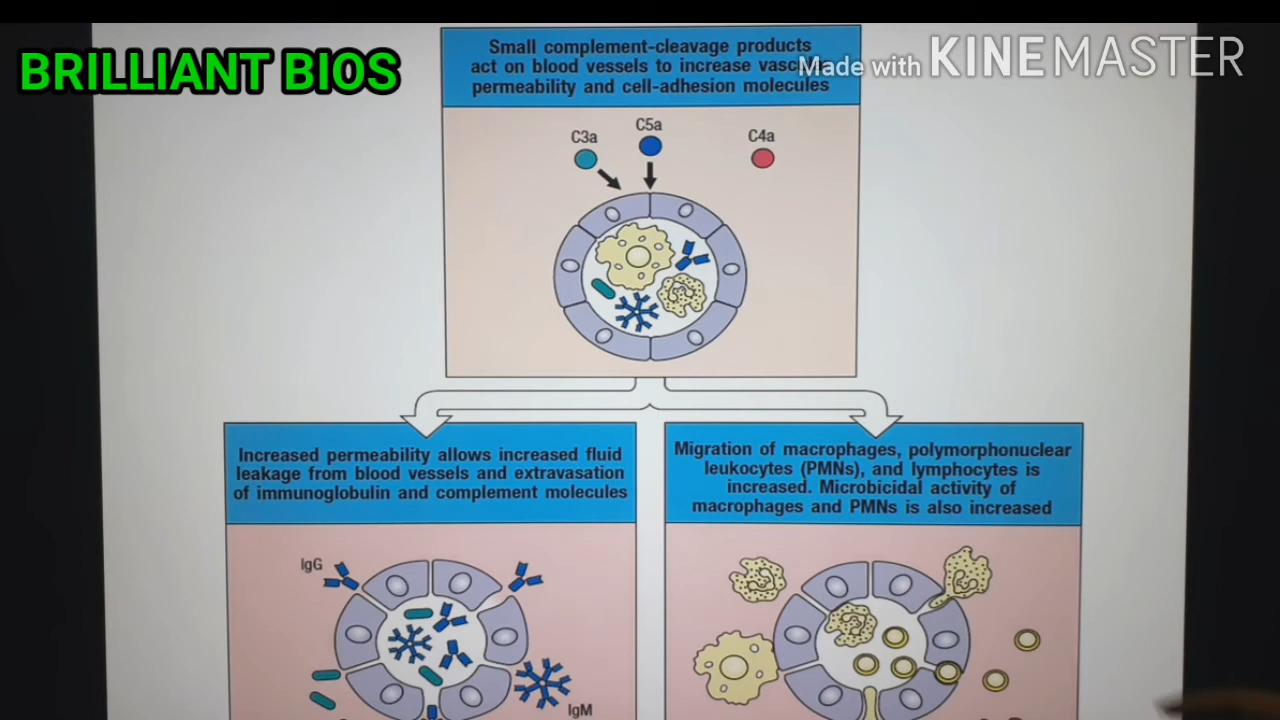 BRILLIANT BIOS
Made with KINEMASTER
Small complement-cleavage products
act on blood vessels to increase
permeability and cell-adhesion molecules
C3a
C5a
C4a
Increased permeability allows increased fluid
leakage from blood vessels and extravasation
of immunoglobulin and complement molecules
Migration of macrophages, polymorphonuclear
leukocytes (PMNs), and lymphocytes is
increased. Microbicidal activity of
macrophages and PMNs is also increased
IgG
IgM